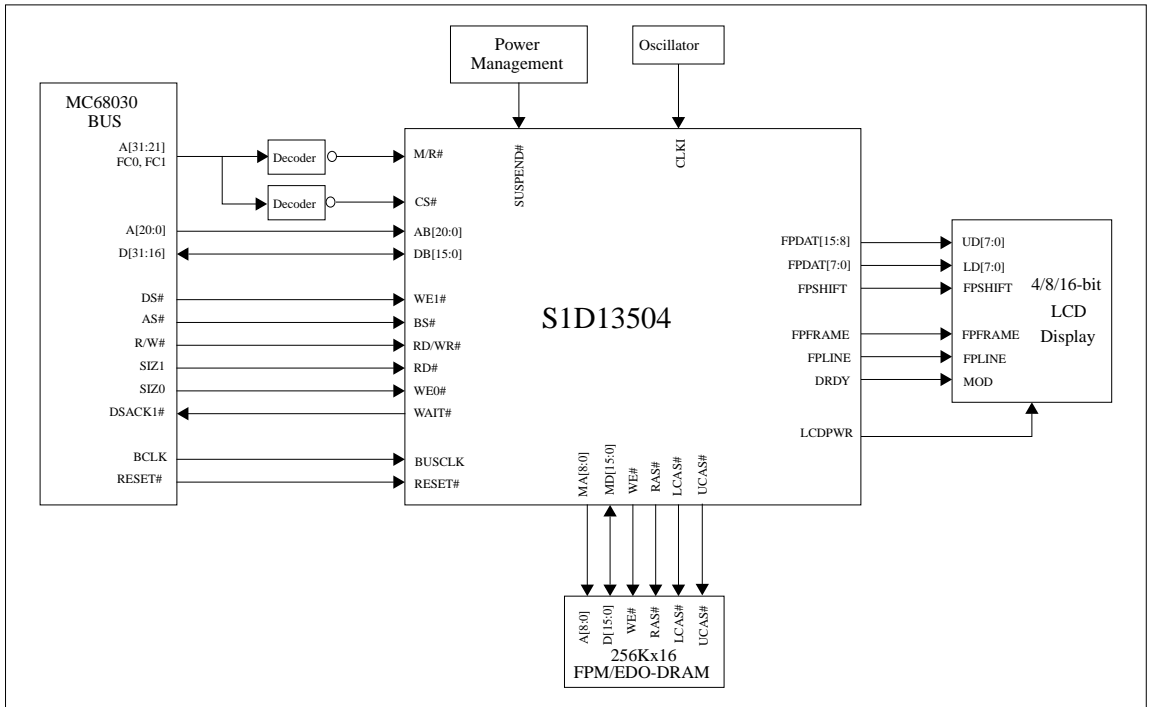 Power
Management
Oscillator
MC68030
BUS
A[31:21]
FC0, FC1
Decoder
M/R#
SUSPEND#
CLKI
Decoder
CS#
A[20:0]
AB[20:0]
D[31:16]
DB[15:0]
FPDAT[15:8]
UD[7:0]
FPDAT[7:0]
LD[7:0]
FPSHIFT
FPSHIFT
4/8/16-bit
LCD
Display
DS#
WE1#
S1D13504
AS#
BS#
R/W#
RD/WR#
FPFRAME
FPFRAME
SIZ1
RD#
FPLINE
FPLINE
SIZ0
WE0#
DRDY
MOD
DSACK1#
WAIT#
LCDPWR
BCLK
BUSCLK
RESET#
RESET#
MA[8:0]
MD[15:0]
WE#
RAS#
LCAS#
UCAS#
A[8:0]
D[15:0]
WE#
RAS#
LCAS#
UCAS#
256Kx16
FPM/EDO-DRAM